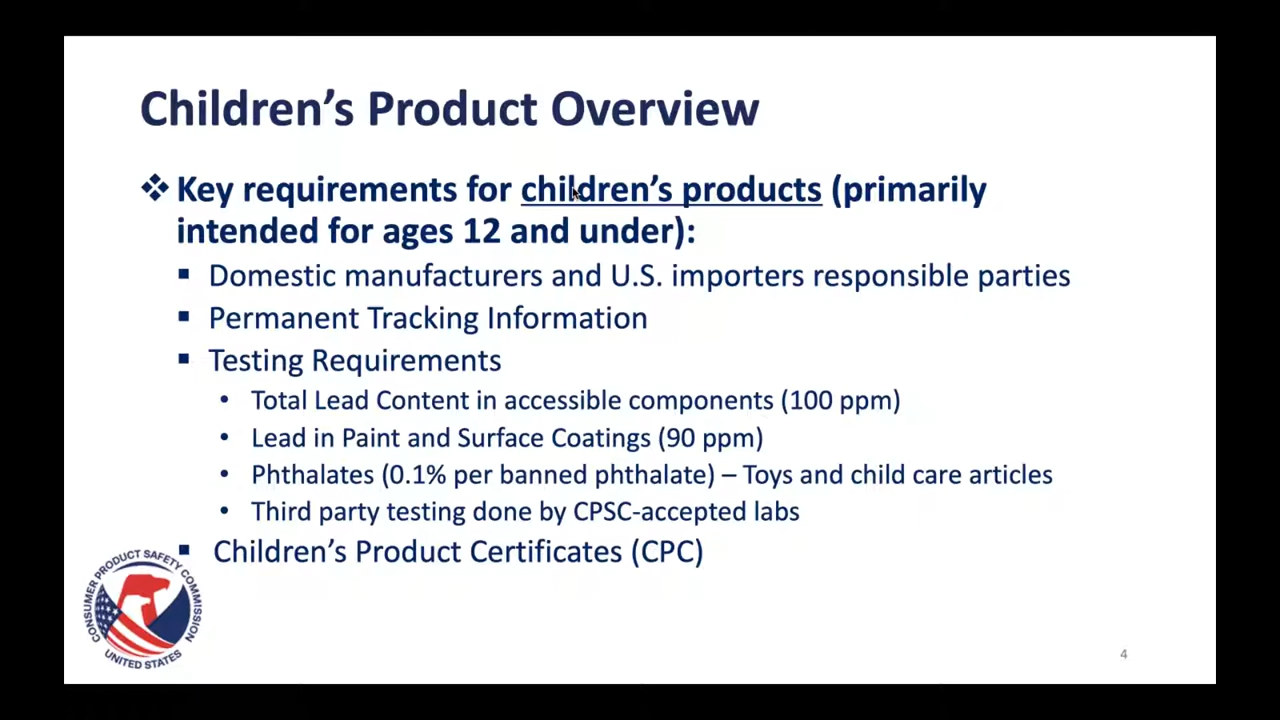 Children's Product Overview
❖ Key requirements for children's products (primarily
intended for ages 12 and under):
▪ Domestic manufacturers and U.S. importers responsible parties
▪ Permanent Tracking Information
▪ Testing Requirements
• Total Lead Content in accessible components (100 ppm)
• Lead in Paint and Surface Coatings (90 ppm)
• Phthalates (0.1% per banned phthalate) – Toys and child care articles
• Third party testing done by CPSC-accepted labs
▪ Children's Product Certificates (CPC)
CONSUMER PRODUCT SAFETY COMMISSION
UNITED STATES
4